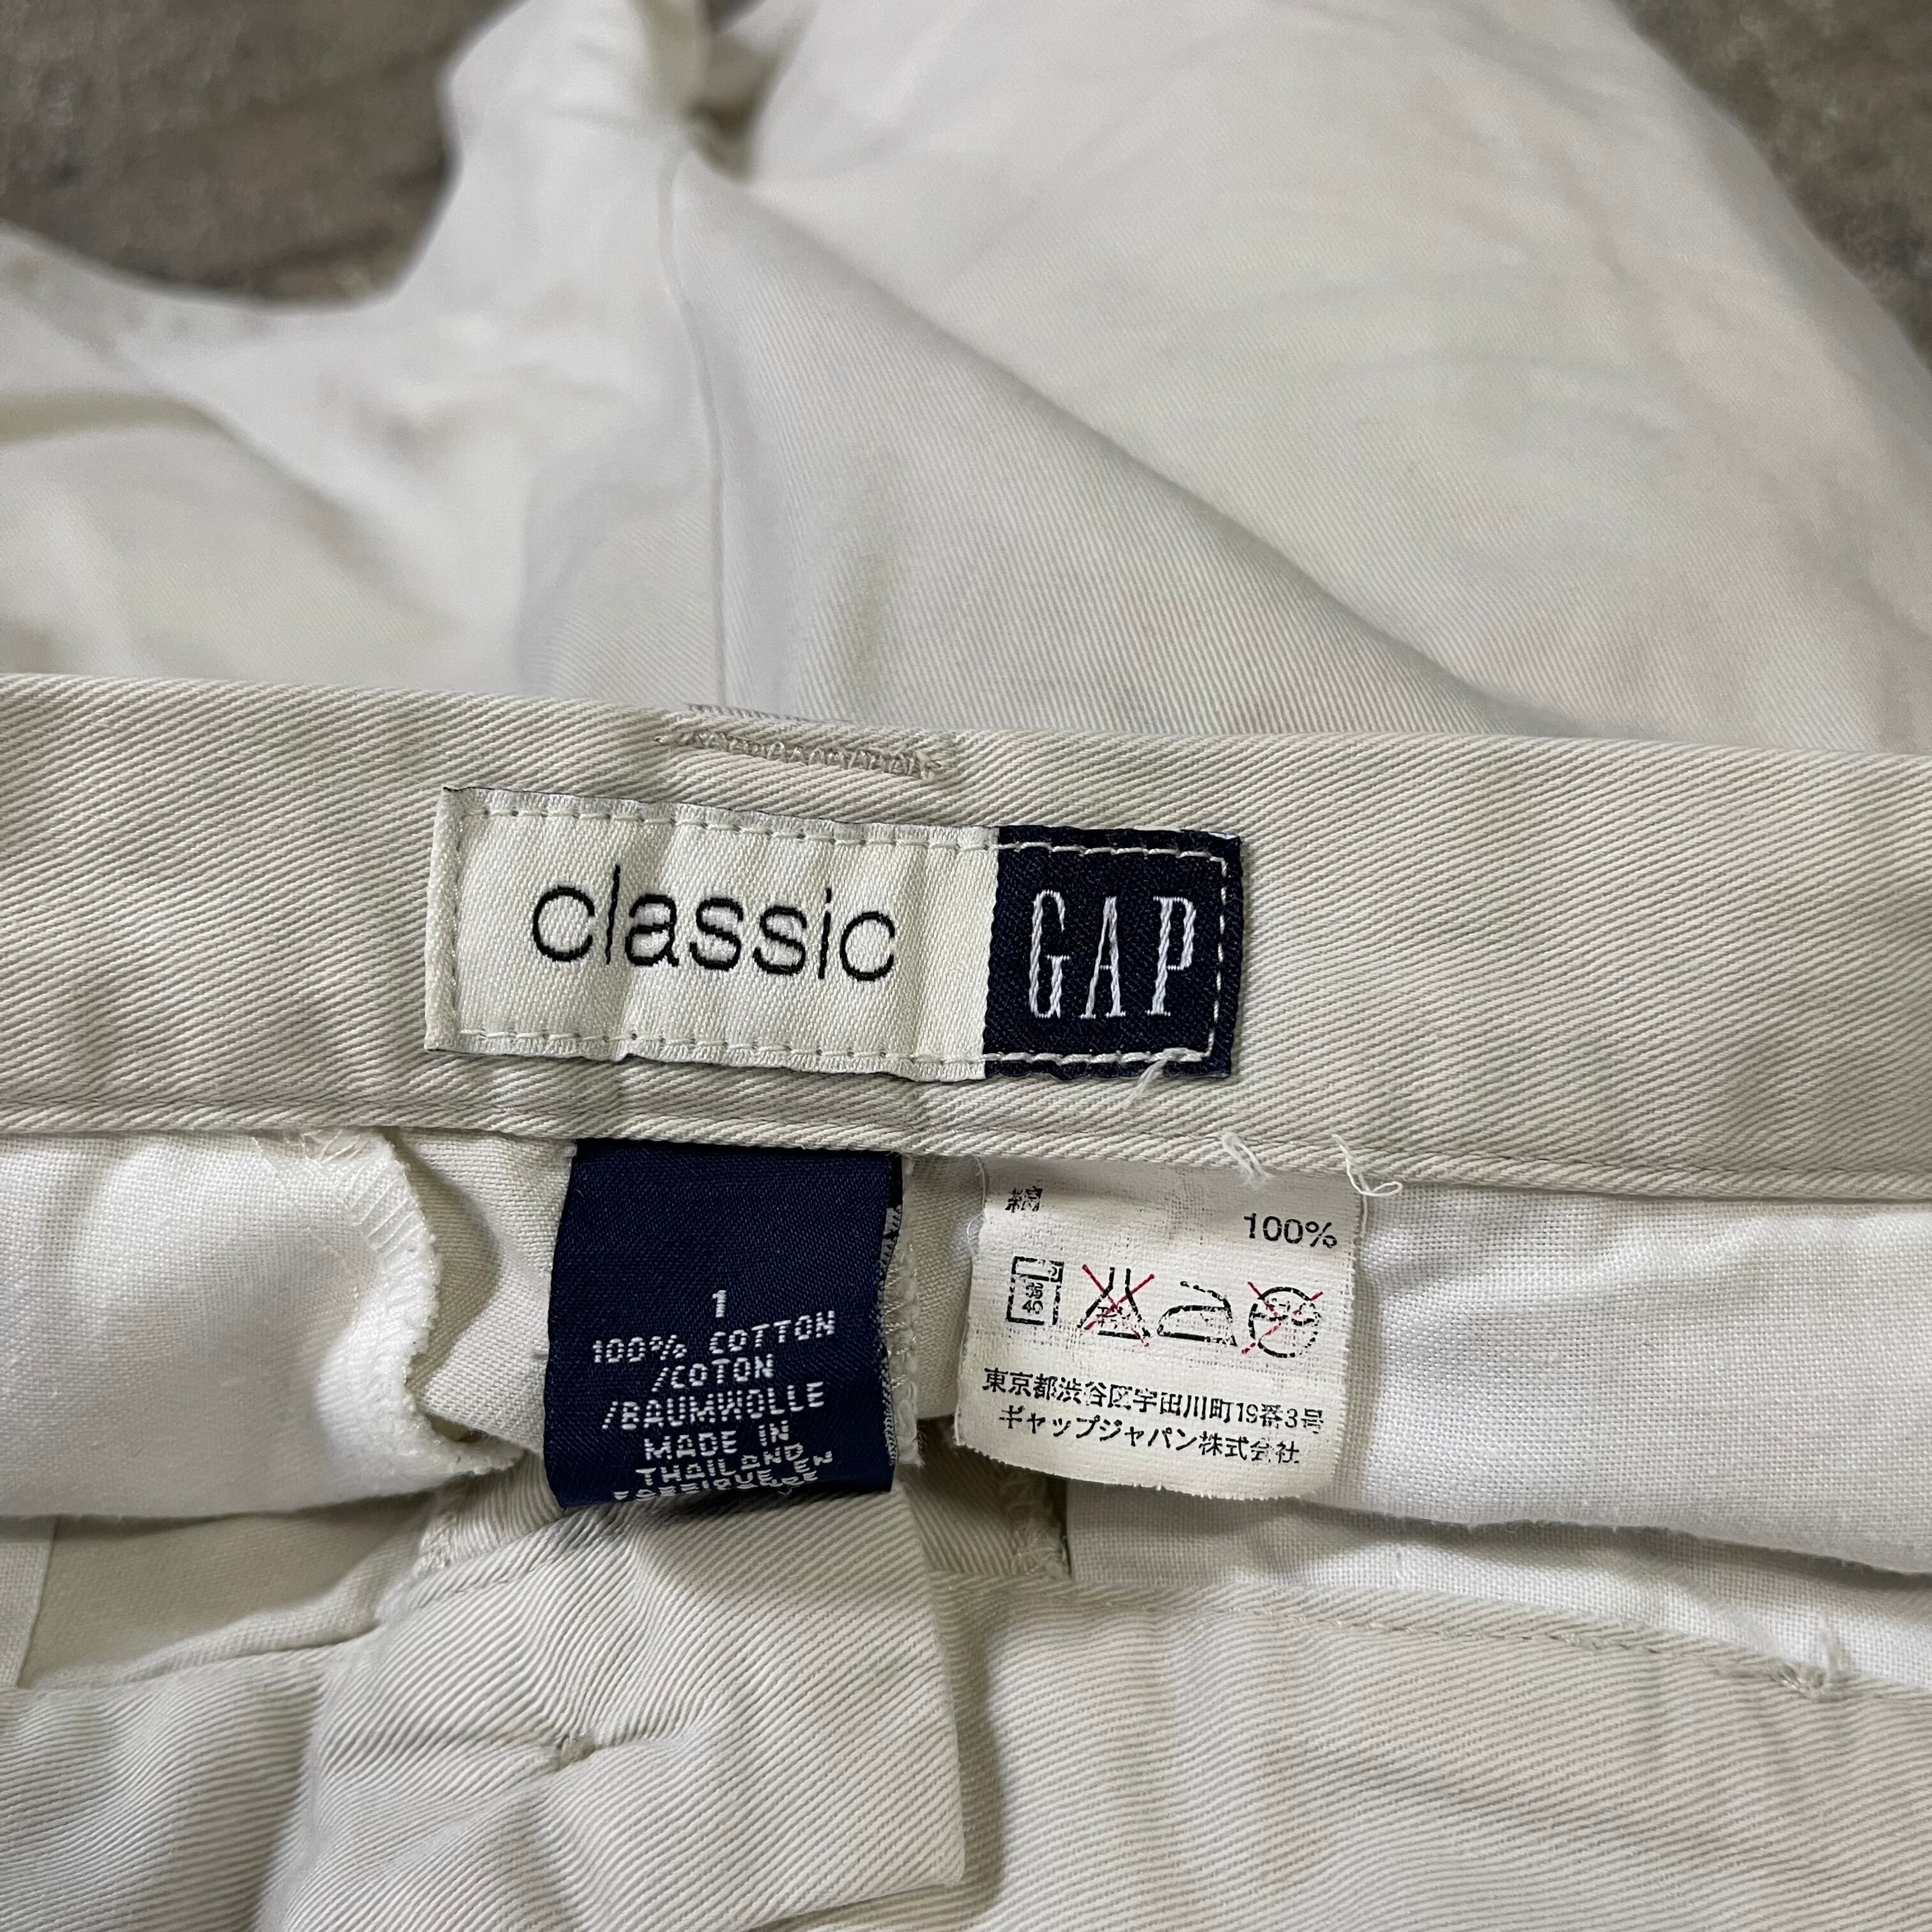 classic GAP
1
100% COTTON
/COTON
/BAUMWOLLE
MADE IN
THAILAND
EN
綿 100%
40
東京都渋谷区宇田川町19番3号
ギャップジャパン株式会社